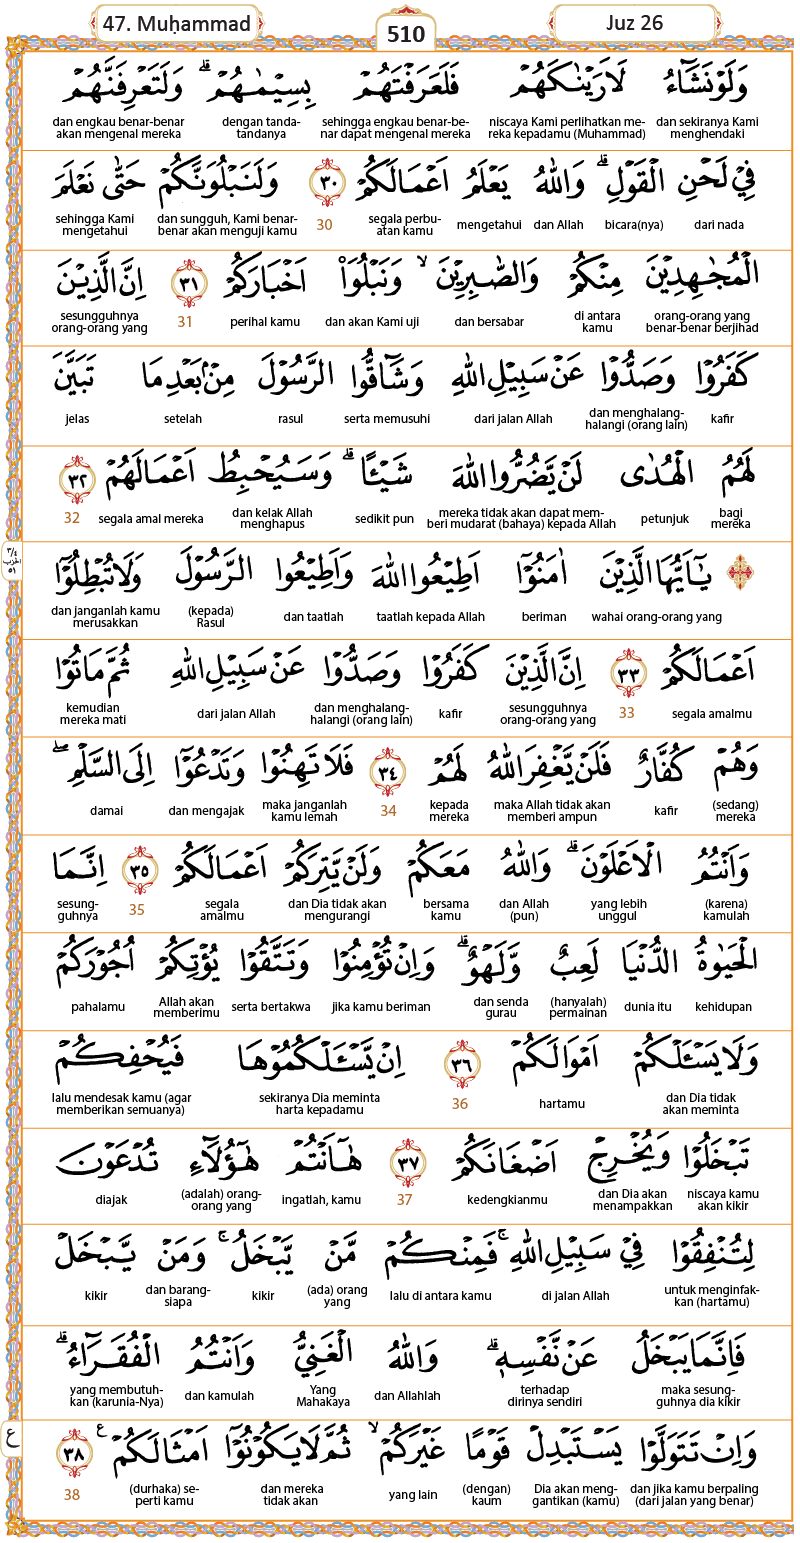 47. Muḥammad
510
Juz 26
وَلَوْ نَشَاۤءُ لَاَرَيْنٰكَهُمْ فَلَعَرَفْتَهُمْ بِسِيْمٰىهُمْ ۗ وَلَتَعْرِفَنَّهُمْ
dan sekiranya Kami menghendaki niscaya Kami perlihatkan mereka kepadamu (Muhammad) sehingga engkau benar-benar dapat mengenal mereka dengan tanda-tandanya dan engkau benar-benar akan mengenal mereka
فِيْ لَحْنِ الْقَوْلِ ۗ وَاللّٰهُ يَعْلَمُ اَعْمَالَكُمْ ٣٠ وَلَنَبْلُوَنَّكُمْ حَتّٰى نَعْلَمَ
dari nada bicara(nya) dan Allah mengetahui segala perbuatan kamu 30 dan sungguh, Kami benar-benar akan menguji kamu sehingga Kami mengetahui
الْمُجٰهِدِيْنَ مِنْكُمْ وَالصّٰبِرِيْنَ ۙ وَنَبْلُوَا۟ اَخْبَارَكُمْ ٣١ اِنَّ الَّذِيْنَ
orang-orang yang benar-benar berjihad di antara kamu dan bersabar dan akan Kami uji perihal kamu 31 sesungguhnya orang-orang yang
كَفَرُوْا وَصَدُّوْا عَنْ سَبِيْلِ اللّٰهِ وَشَاۤقُّوا الرَّسُوْلَ مِنْۢ بَعْدِ مَا تَبَيَّنَ
kafir dan menghalang-halangi (orang lain) dari jalan Allah serta memusuhi rasul setelah jelas
لَهُمُ الْهُدٰى لَنْ يَّضُرُّوا اللّٰهَ شَيْـًٔا ۗ وَسَيُحْبِطُ اَعْمَالَهُمْ ٣٢
bagi mereka petunjuk mereka tidak akan dapat memberi mudarat (bahaya) kepada Allah sedikit pun dan kelak Allah menghapus segala amal mereka 32
٣/٤ الحزب ٥١
يٰٓاَيُّهَا الَّذِيْنَ اٰمَنُوْٓا اَطِيْعُوا اللّٰهَ وَاَطِيْعُوا الرَّسُوْلَ وَلَا تُبْطِلُوْٓا
wahai orang-orang yang beriman taatlah kepada Allah dan taatlah (kepada) Rasul dan janganlah kamu merusakkan
اَعْمَالَكُمْ ٣٣ اِنَّ الَّذِيْنَ كَفَرُوْا وَصَدُّوْا عَنْ سَبِيْلِ اللّٰهِ ثُمَّ مَاتُوْا
segala amalmu 33 sesungguhnya orang-orang yang kafir dan menghalang-halangi (orang lain) dari jalan Allah kemudian mereka mati
وَهُمْ كُفَّارٌ فَلَنْ يَّغْفِرَ اللّٰهُ لَهُمْ ٣٤ فَلَا تَهِنُوْا وَتَدْعُوْٓا اِلَى السَّلْمِ ۖ
(sedang) mereka kafir maka Allah tidak akan memberi ampun kepada mereka 34 maka janganlah kamu lemah dan mengajak damai
وَاَنْتُمُ الْاَعْلَوْنَ ۗ وَاللّٰهُ مَعَكُمْ وَلَنْ يَّتِرَكُمْ اَعْمَالَكُمْ ٣٥ اِنَّمَا
(karena) kamulah yang lebih unggul dan Allah (pun) bersama kamu dan Dia tidak akan mengurangi segala amalmu 35 sesungguhnya
الْحَيٰوةُ الدُّنْيَا لَعِبٌ وَّلَهْوٌ ۗ وَاِنْ تُؤْمِنُوْا وَتَتَّقُوْا يُؤْتِكُمْ اُجُوْرَكُمْ
kehidupan dunia itu (hanyalah) permainan dan senda gurau jika kamu beriman serta bertakwa Allah akan memberimu pahalamu
وَلَا يَسْـَٔلْكُمْ اَمْوَالَكُمْ ٣٦ اِنْ يَّسْـَٔلْكُمُوْهَا فَيُحْفِكُمْ
dan Dia tidak akan meminta hartamu 36 sekiranya Dia meminta harta kepadamu lalu mendesak kamu (agar memberikan semuanya)
تَبْخَلُوْا وَيُخْرِجْ اَضْغَانَكُمْ ٣٧ هٰٓاَنْتُمْ هٰٓؤُلَاۤءِ تُدْعَوْنَ
niscaya kamu akan kikir dan Dia akan menampakkan kedengkianmu 37 ingatlah, kamu (adalah) orang-orang yang diajak
لِتُنْفِقُوْا فِيْ سَبِيْلِ اللّٰهِ ۚ فَمِنْكُمْ مَّنْ يَّبْخَلُ ۚ وَمَنْ يَّبْخَلْ
untuk menginfakkan (hartamu) di jalan Allah lalu di antara kamu (ada) orang yang kikir dan barangsiapa kikir
فَاِنَّمَا يَبْخَلُ عَنْ نَّفْسِهٖ ۗ وَاللّٰهُ الْغَنِيُّ وَاَنْتُمُ الْفُقَرَاۤءُ ۗ
maka sesungguhnya dia kikir terhadap dirinya sendiri dan Allahlah Yang Mahakaya dan kamulah yang membutuhkan (karunia-Nya)
وَاِنْ تَتَوَلَّوْا يَسْتَبْدِلْ قَوْمًا غَيْرَكُمْ ۙ ثُمَّ لَا يَكُوْنُوْٓا اَمْثَالَكُمْ ࣖ ٣٨
ع
dan jika kamu berpaling (dari jalan yang benar) Dia akan menggantikan (kamu) (dengan) kaum yang lain dan mereka tidak akan (durhaka) seperti kamu 38